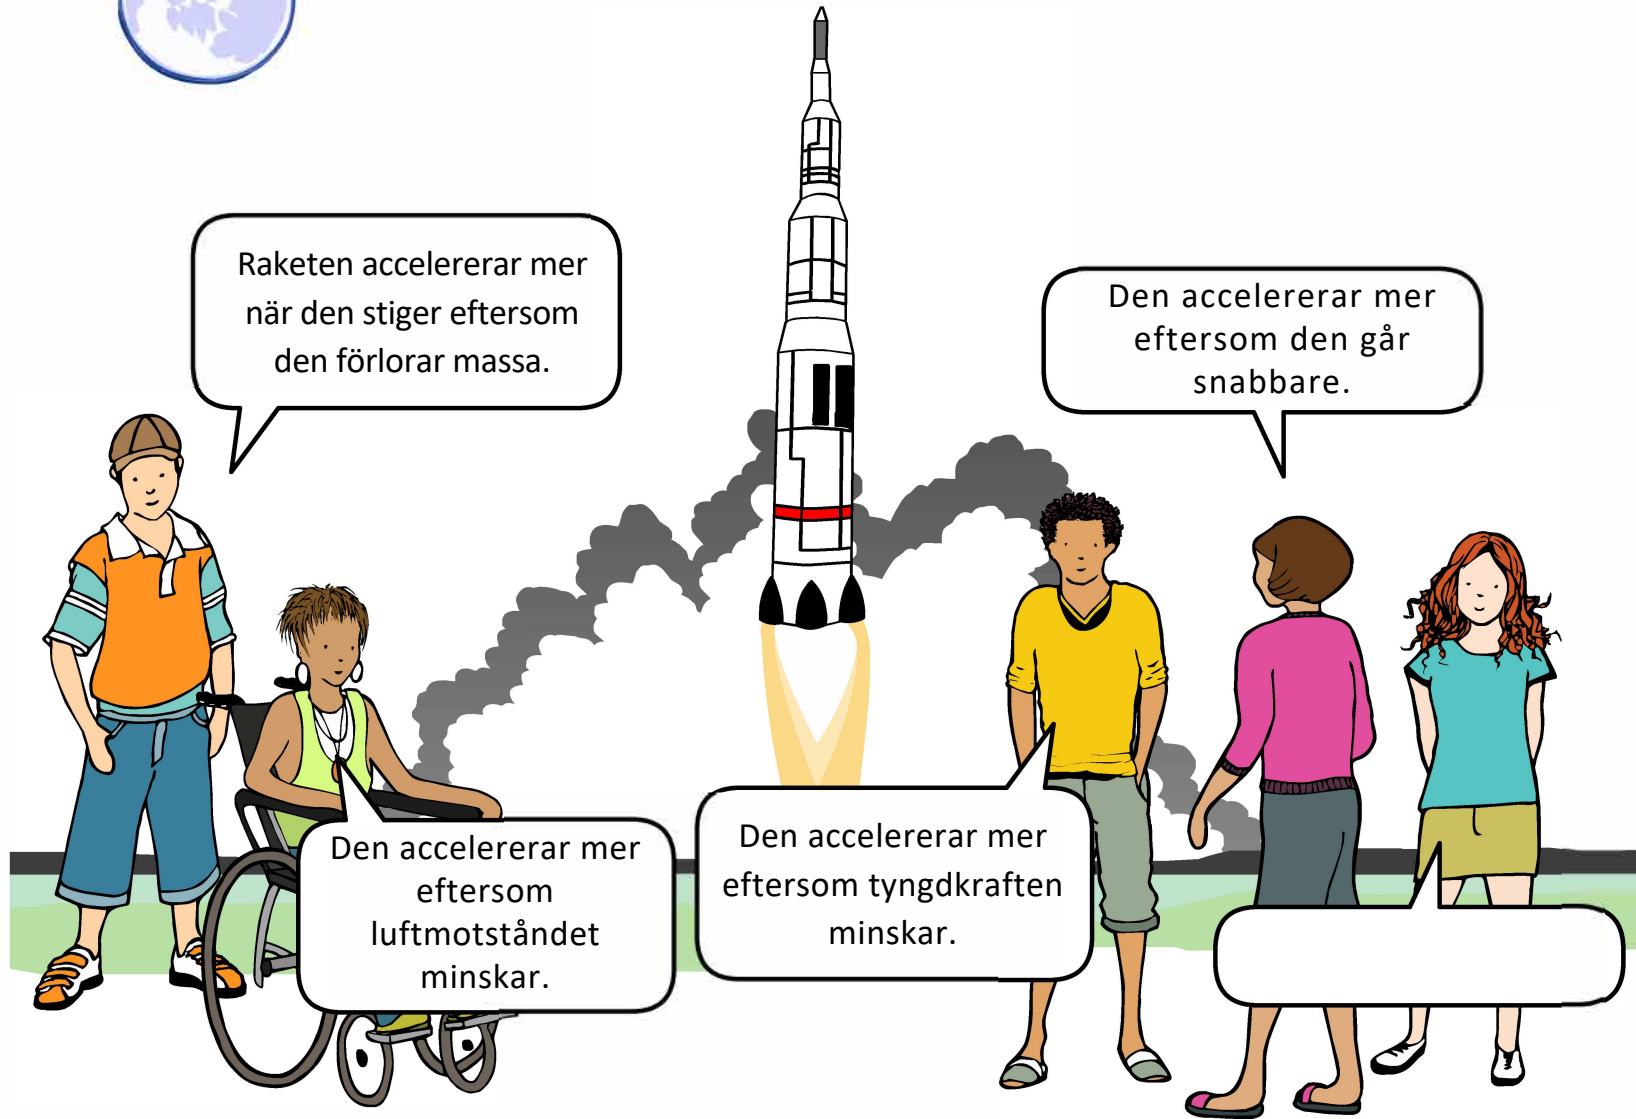 Raketen accelererar mer
när den stiger eftersom
den förlorar massa.
Den accelererar mer
eftersom den går
snabbare.
Den accelererar mer
eftersom
luftmotståndet
minskar.
Den accelererar mer
eftersom tyngdkraften
minskar.